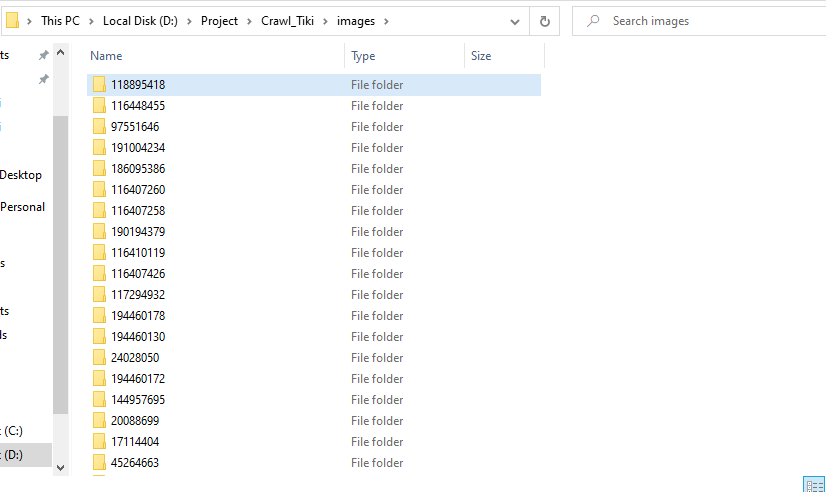 This PC > Local Disk (D:) > Project > Crawl_Tiki > images >
Search images
Name Type Size
ts
118895418 File folder
116448455 File folder
97551646 File folder
191004234 File folder
186095386 File folder
Desktop
116407260 File folder
Personal
116407258 File folder
190194379 File folder
s
116410119 File folder
116407426 File folder
117294932 File folder
ts
194460178 File folder
ls
194460130 File folder
24028050 File folder
194460172 File folder
144957695 File folder
20088699 File folder
(C:)
17114404 File folder
(D:)
45264663 File folder